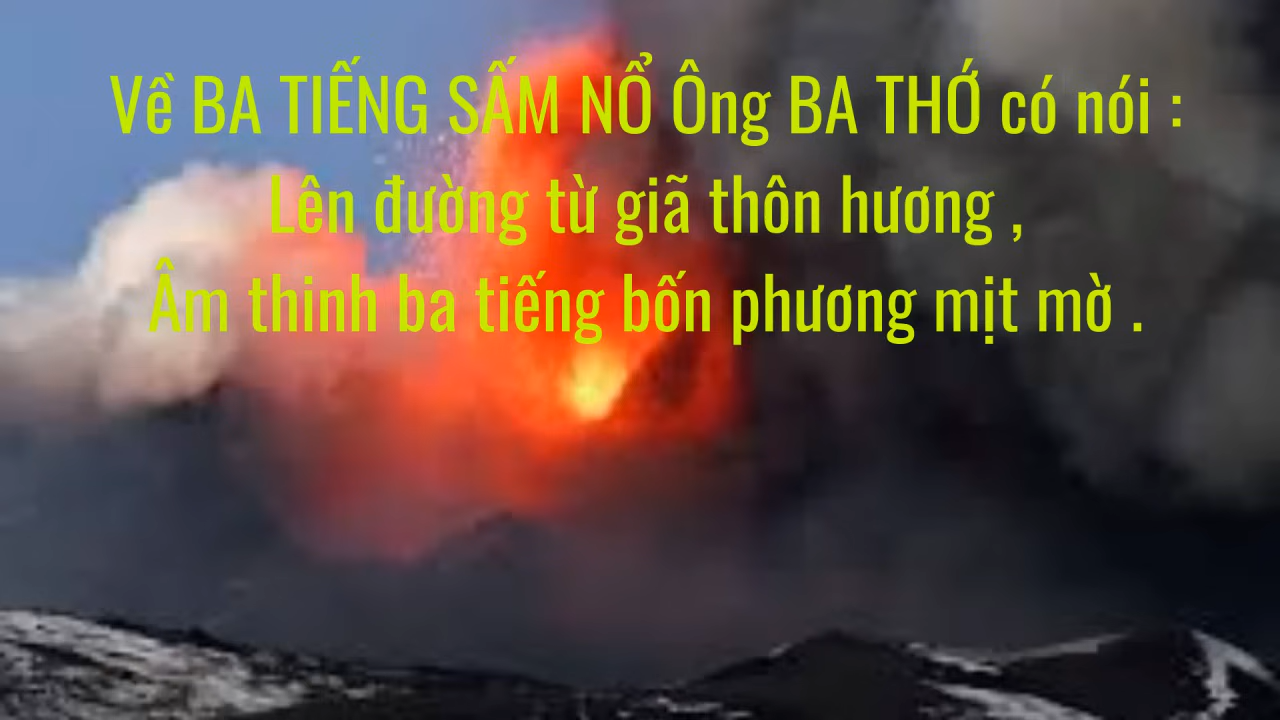 Về BA TIẾNG SẤM NỔ Ông BA THỚ có nói :
Lên đường từ giã thôn hương ,
Âm thinh ba tiếng bốn phương mịt mờ .